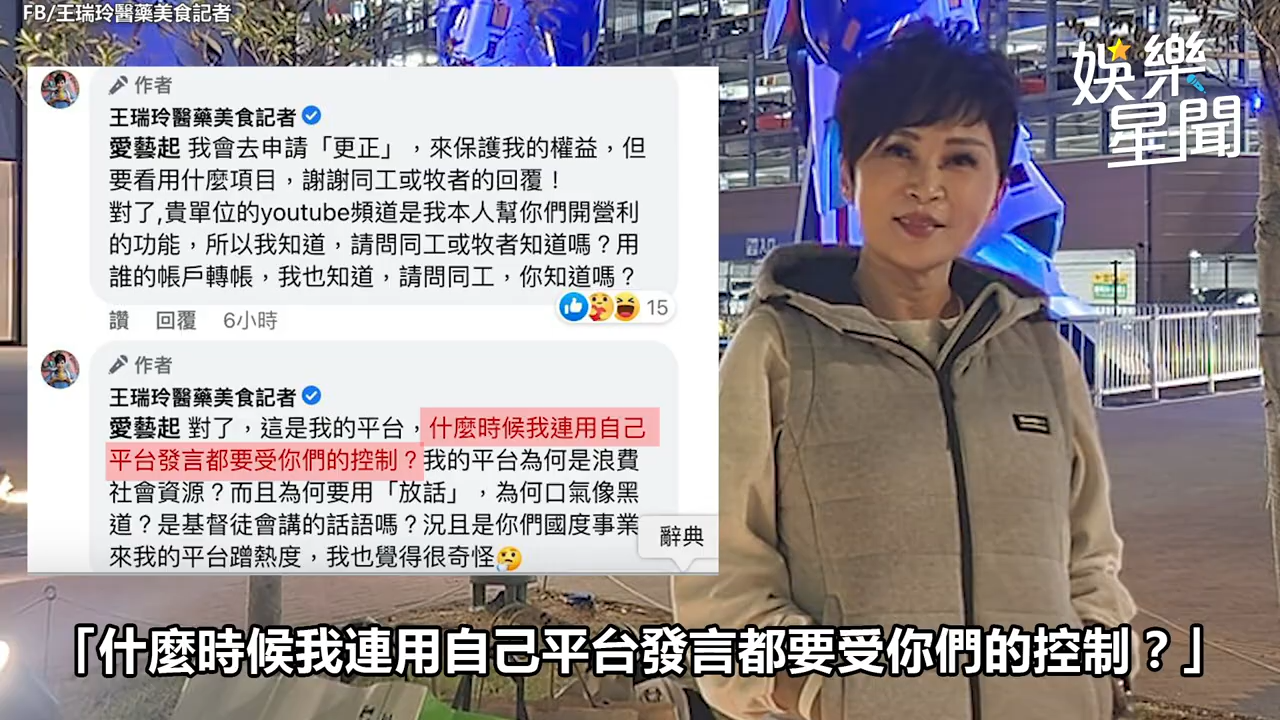 FB/王瑞玲醫藥美食記者
娛樂
星聞
作者
王瑞玲醫藥美食記者
愛藝起 我會去申請「更正」，來保護我的權益，但
要看用什麼項目，謝謝同工或牧者的回覆！
對了,貴單位的youtube頻道是我本人幫你們開營利
的功能，所以我知道，請問同工或牧者知道嗎？用
誰的帳戶轉帳，我也知道，請問同工，你知道嗎？
15
讚 回覆 6小時
作者
王瑞玲醫藥美食記者
愛藝起 對了，這是我的平台，什麼時候我連用自己
平台發言都要受你們的控制？我的平台為何是浪費
社會資源？而且為何要用「放話」，為何口氣像黑
道？是基督徒會講的話語嗎？況且是你們國度事業
來我的平台蹭熱度，我也覺得很奇怪
辭典
「什麼時候我連用自己平台發言都要受你們的控制？」